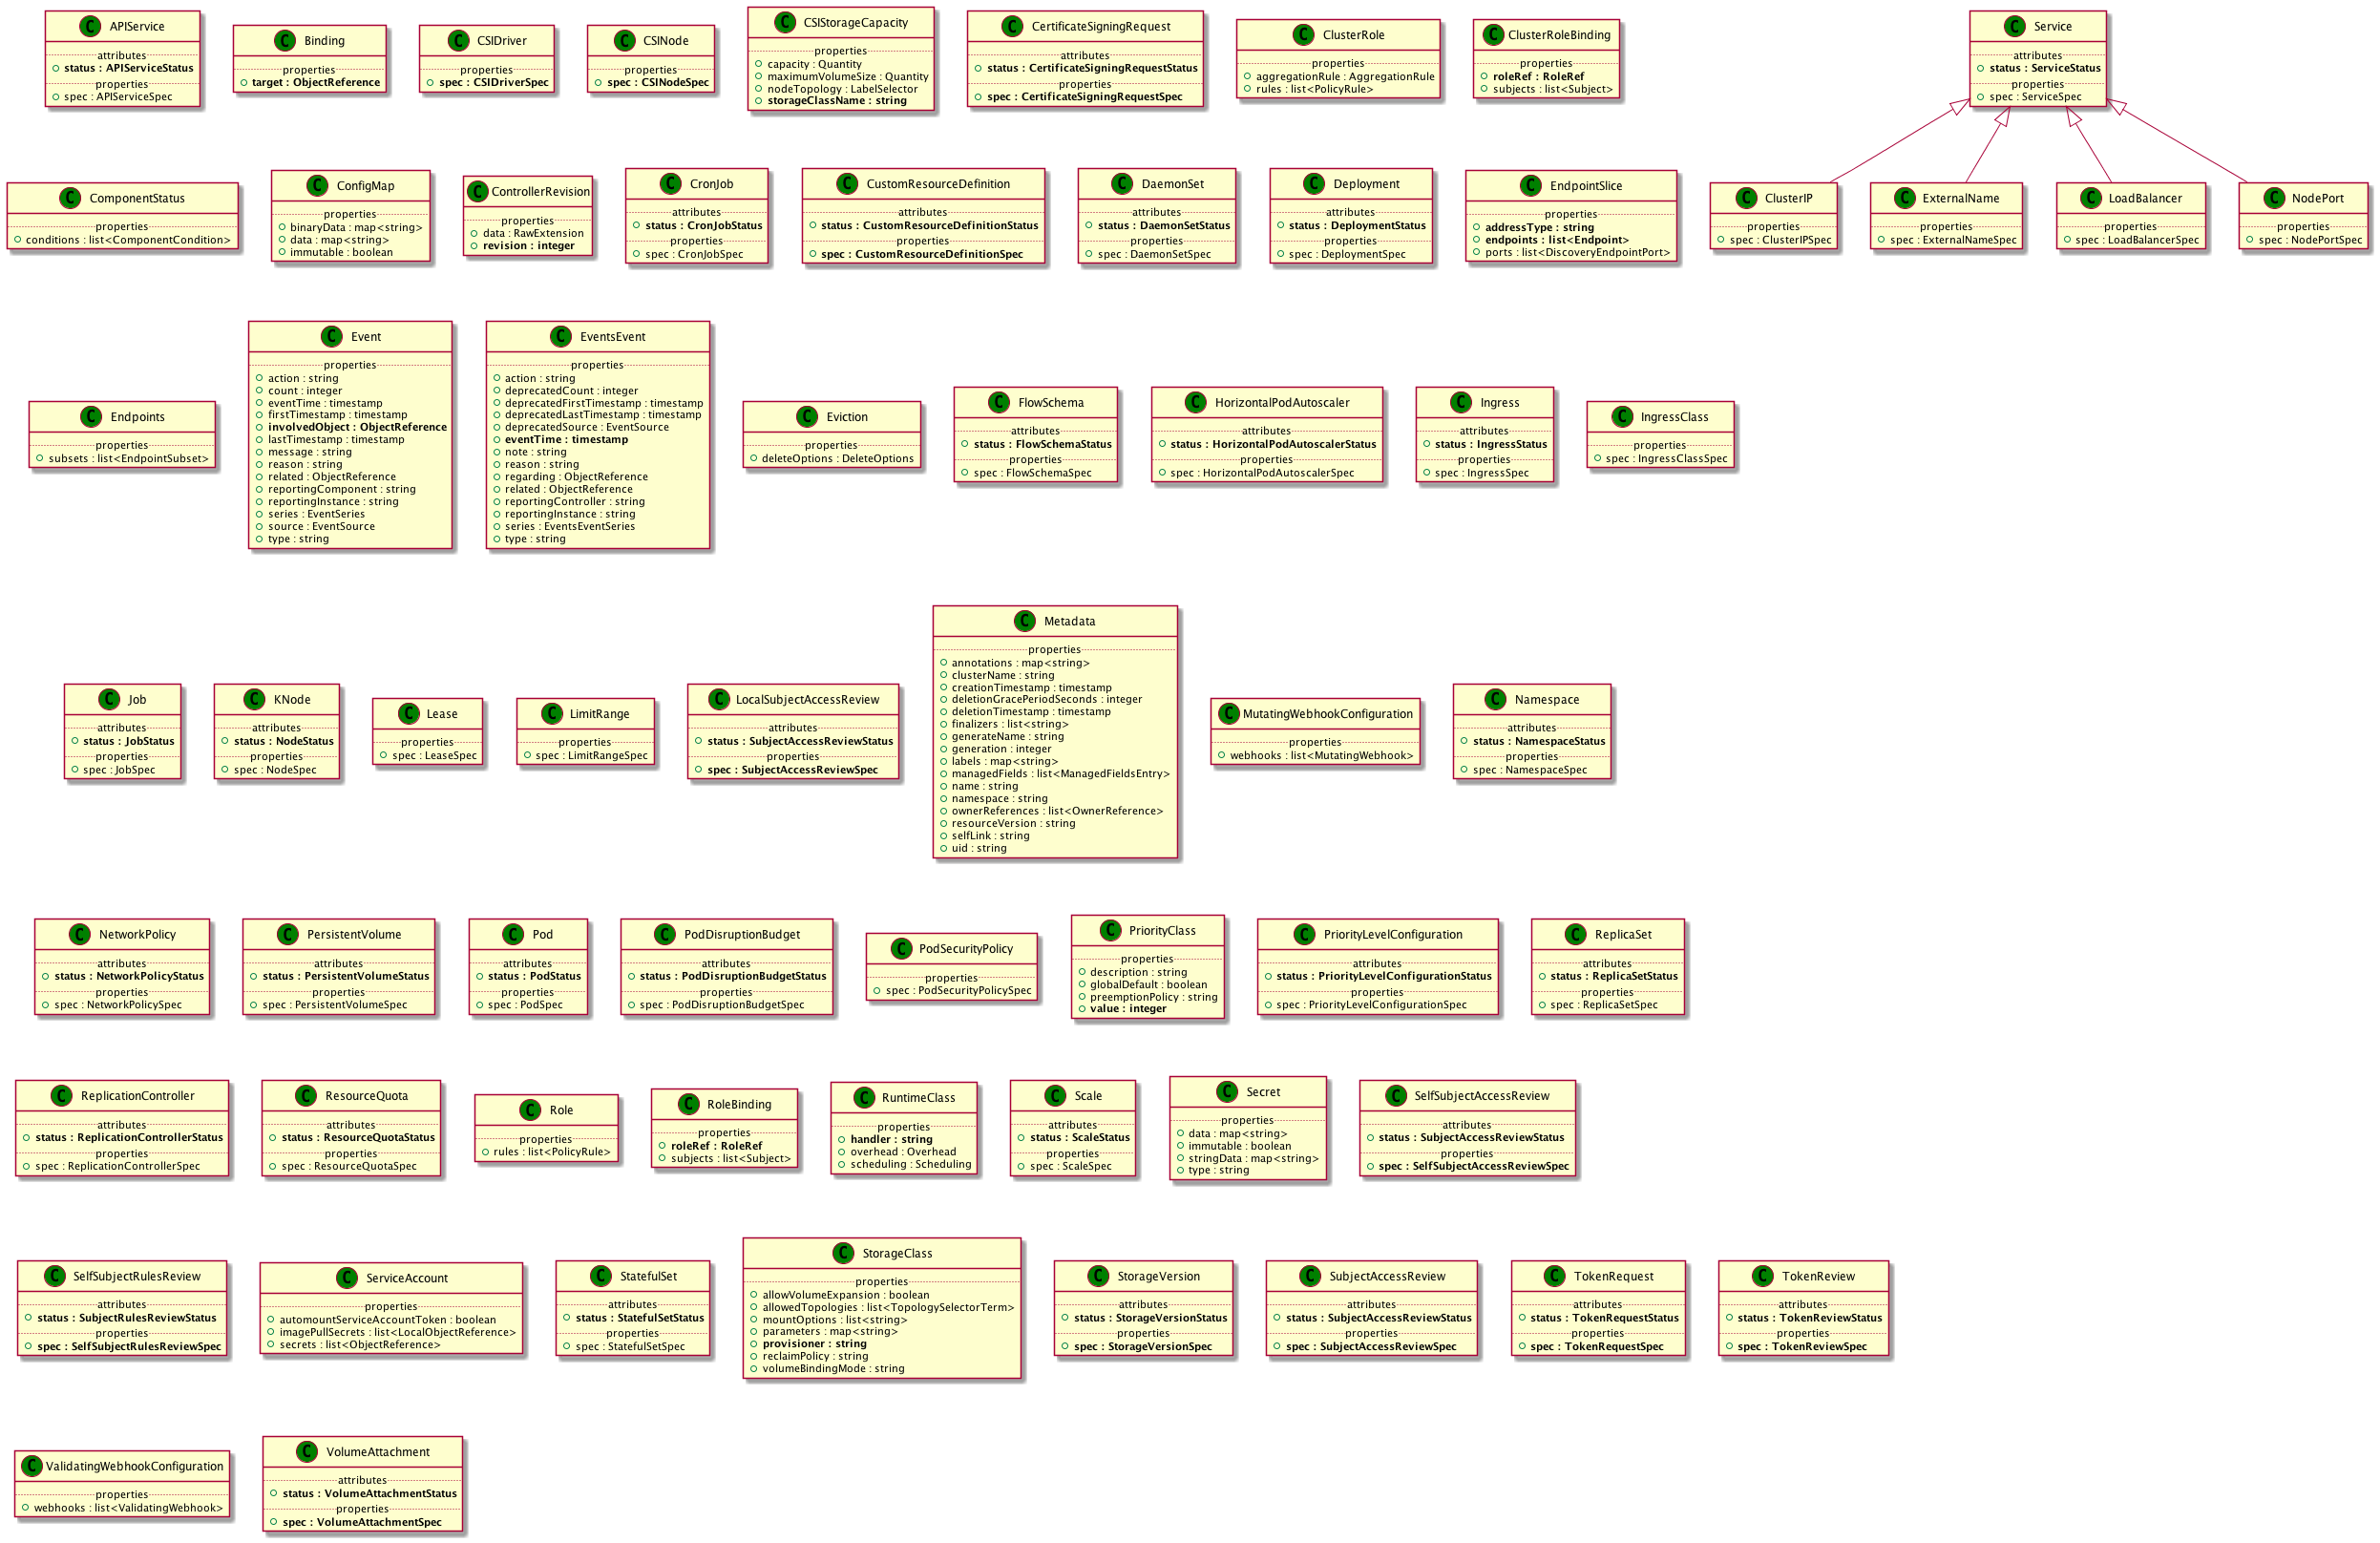 C APIService
attributes
status : APIServiceStatus
properties
spec : APIServiceSpec
C Binding
properties
target : ObjectReference
C CSIDriver
properties
spec : CSIDriverSpec
C CSINode
properties
spec : CSINodeSpec
C CSIStorageCapacity
properties
capacity : Quantity
maximumVolumeSize : Quantity
nodeTopology : LabelSelector
storageClassName : string
C CertificateSigningRequest
attributes
status : CertificateSigningRequestStatus
properties
spec : CertificateSigningRequestSpec
C ClusterRole
properties
aggregationRule : AggregationRule
rules : list<PolicyRule>
C ClusterRoleBinding
properties
roleRef : RoleRef
subjects : list<Subject>
C Service
attributes
status : ServiceStatus
properties
spec : ServiceSpec
C ComponentStatus
properties
conditions : list<ComponentCondition>
C ConfigMap
properties
binaryData : map<string>
data : map<string>
immutable : boolean
C ControllerRevision
properties
data : RawExtension
revision : integer
C CronJob
attributes
status : CronJobStatus
properties
spec : CronJobSpec
C CustomResourceDefinition
attributes
status : CustomResourceDefinitionStatus
properties
spec : CustomResourceDefinitionSpec
C DaemonSet
attributes
status : DaemonSetStatus
properties
spec : DaemonSetSpec
C Deployment
attributes
status : DeploymentStatus
properties
spec : DeploymentSpec
C EndpointSlice
properties
addressType : string
endpoints : list<Endpoint>
ports : list<DiscoveryEndpointPort>
C ClusterIP
properties
spec : ClusterIPSpec
C ExternalName
properties
spec : ExternalNameSpec
C LoadBalancer
properties
spec : LoadBalancerSpec
C NodePort
properties
spec : NodePortSpec
C Endpoints
properties
subsets : list<EndpointSubset>
C Event
properties
action : string
count : integer
eventTime : timestamp
firstTimestamp : timestamp
involvedObject : ObjectReference
lastTimestamp : timestamp
message : string
reason : string
related : ObjectReference
reportingComponent : string
reportingInstance : string
series : EventSeries
source : EventSource
type : string
C EventsEvent
properties
action : string
deprecatedCount : integer
deprecatedFirstTimestamp : timestamp
deprecatedLastTimestamp : timestamp
deprecatedSource : EventSource
eventTime : timestamp
note : string
reason : string
regarding : ObjectReference
related : ObjectReference
reportingController : string
reportingInstance : string
series : EventsEventSeries
type : string
C Eviction
properties
deleteOptions : DeleteOptions
C FlowSchema
attributes
status : FlowSchemaStatus
properties
spec : FlowSchemaSpec
C HorizontalPodAutoscaler
attributes
status : HorizontalPodAutoscalerStatus
properties
spec : HorizontalPodAutoscalerSpec
C Ingress
attributes
status : IngressStatus
properties
spec : IngressSpec
C IngressClass
properties
spec : IngressClassSpec
C Job
attributes
status : JobStatus
properties
spec : JobSpec
C KNode
attributes
status : NodeStatus
properties
spec : NodeSpec
C Lease
properties
spec : LeaseSpec
C LimitRange
properties
spec : LimitRangeSpec
C LocalSubjectAccessReview
attributes
status : SubjectAccessReviewStatus
properties
spec : SubjectAccessReviewSpec
C Metadata
properties
annotations : map<string>
clusterName : string
creationTimestamp : timestamp
deletionGracePeriodSeconds : integer
deletionTimestamp : timestamp
finalizers : list<string>
generateName : string
generation : integer
labels : map<string>
managedFields : list<ManagedFieldsEntry>
name : string
namespace : string
ownerReferences : list<OwnerReference>
resourceVersion : string
selfLink : string
uid : string
C MutatingWebhookConfiguration
properties
webhooks : list<MutatingWebhook>
C Namespace
attributes
status : NamespaceStatus
properties
spec : NamespaceSpec
C NetworkPolicy
attributes
status : NetworkPolicyStatus
properties
spec : NetworkPolicySpec
C PersistentVolume
attributes
status : PersistentVolumeStatus
properties
spec : PersistentVolumeSpec
C Pod
attributes
status : PodStatus
properties
spec : PodSpec
C PodDisruptionBudget
attributes
status : PodDisruptionBudgetStatus
properties
spec : PodDisruptionBudgetSpec
C PodSecurityPolicy
properties
spec : PodSecurityPolicySpec
C PriorityClass
properties
description : string
globalDefault : boolean
preemptionPolicy : string
value : integer
C PriorityLevelConfiguration
attributes
status : PriorityLevelConfigurationStatus
properties
spec : PriorityLevelConfigurationSpec
C ReplicaSet
attributes
status : ReplicaSetStatus
properties
spec : ReplicaSetSpec
C ReplicationController
attributes
status : ReplicationControllerStatus
properties
spec : ReplicationControllerSpec
C ResourceQuota
attributes
status : ResourceQuotaStatus
properties
spec : ResourceQuotaSpec
C Role
properties
rules : list<PolicyRule>
C RoleBinding
properties
roleRef : RoleRef
subjects : list<Subject>
C RuntimeClass
properties
handler : string
overhead : Overhead
scheduling : Scheduling
C Scale
attributes
status : ScaleStatus
properties
spec : ScaleSpec
C Secret
properties
data : map<string>
immutable : boolean
stringData : map<string>
type : string
C SelfSubjectAccessReview
attributes
status : SubjectAccessReviewStatus
properties
spec : SelfSubjectAccessReviewSpec
C SelfSubjectRulesReview
attributes
status : SubjectRulesReviewStatus
properties
spec : SelfSubjectRulesReviewSpec
C ServiceAccount
properties
automountServiceAccountToken : boolean
imagePullSecrets : list<LocalObjectReference>
secrets : list<ObjectReference>
C StatefulSet
attributes
status : StatefulSetStatus
properties
spec : StatefulSetSpec
C StorageClass
properties
allowVolumeExpansion : boolean
allowedTopologies : list<TopologySelectorTerm>
mountOptions : list<string>
parameters : map<string>
provisioner : string
reclaimPolicy : string
volumeBindingMode : string
C StorageVersion
attributes
status : StorageVersionStatus
properties
spec : StorageVersionSpec
C SubjectAccessReview
attributes
status : SubjectAccessReviewStatus
properties
spec : SubjectAccessReviewSpec
C TokenRequest
attributes
status : TokenRequestStatus
properties
spec : TokenRequestSpec
C TokenReview
attributes
status : TokenReviewStatus
properties
spec : TokenReviewSpec
C ValidatingWebhookConfiguration
properties
webhooks : list<ValidatingWebhook>
C VolumeAttachment
attributes
status : VolumeAttachmentStatus
properties
spec : VolumeAttachmentSpec